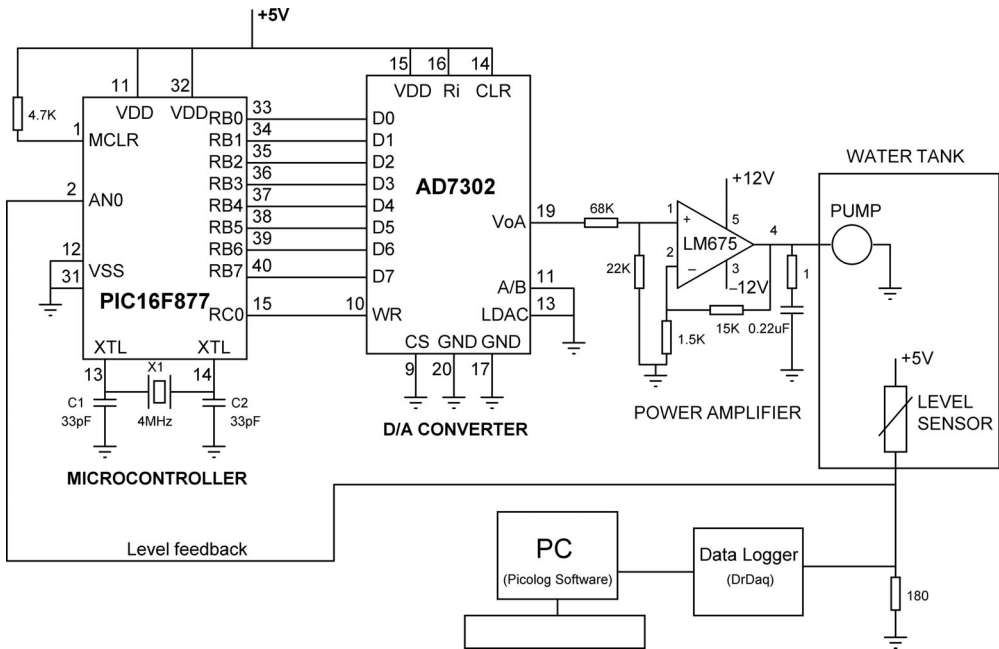 +5V
4.7K
11
32
VDD
VDD
1
MCLR
2
AN0
12
VSS
31
PIC16F877
RB0
33
RB1
34
RB2
35
RB3
36
RB4
37
RB5
38
RB6
39
RB7
40
RC0
15
XTL
XTL
13
X1
14
C1
33pF
4MHz
C2
33pF
MICROCONTROLLER
15
16
14
VDD
Ri
CLR
D0
D1
D2
D3
D4
D5
D6
D7
10
WR
AD7302
VoA
19
A/B
11
LDAC
13
CS
GND
GND
9
20
17
D/A CONVERTER
68K
22K
1
+
2
−
LM675
+12V
5
4
3
−12V
1.5K
15K
1
0.22uF
POWER AMPLIFIER
WATER TANK
PUMP
+5V
LEVEL
SENSOR
Level feedback
PC
(Picolog Software)
Data Logger
(DrDaq)
180